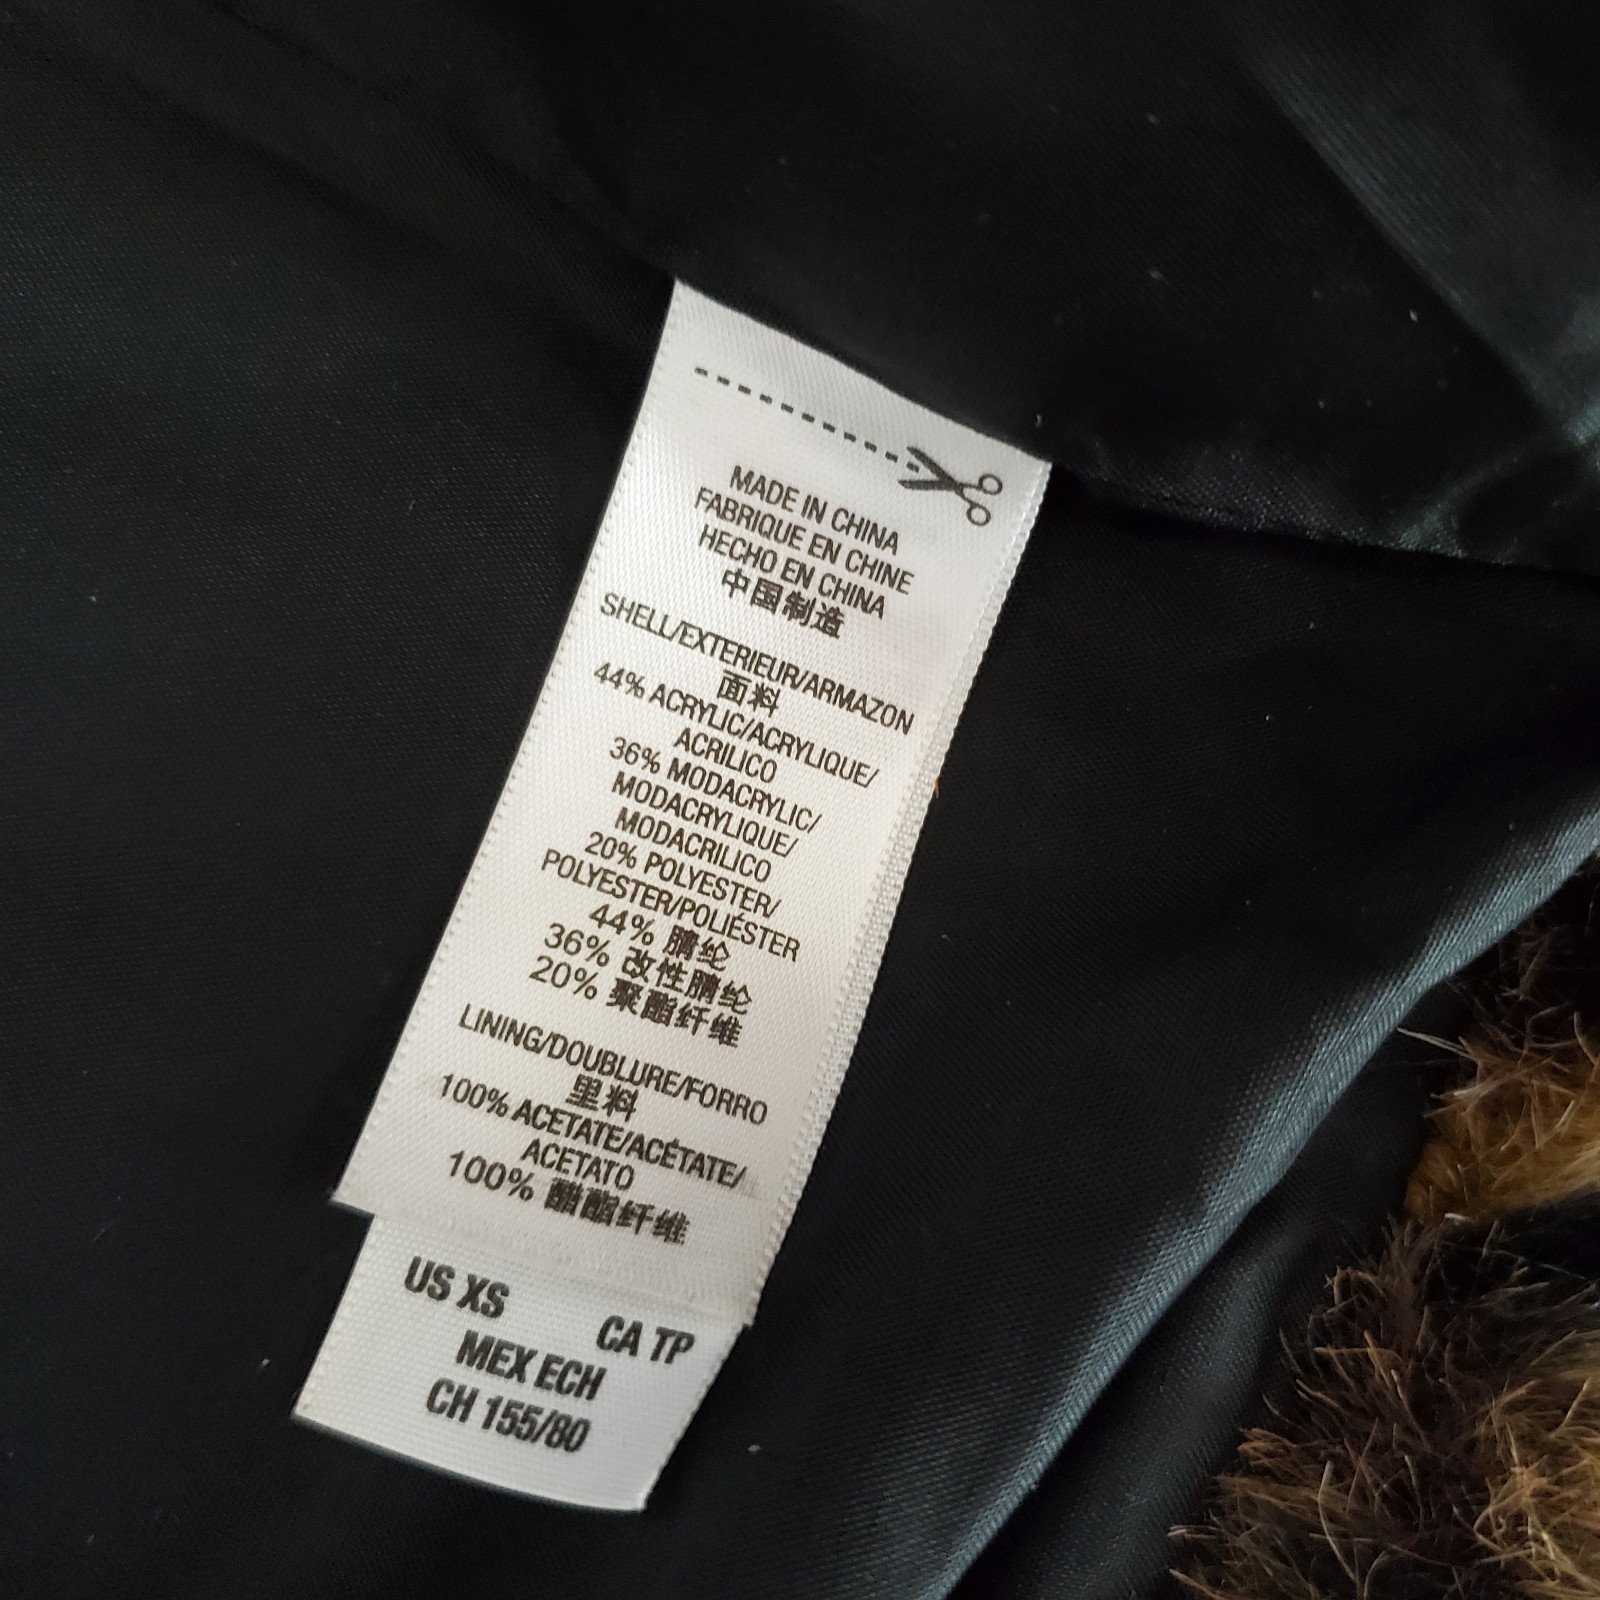 MADE IN CHINA
FABRIQUE EN CHINE
HECHO EN CHINA
中国制造
SHELL/EXTERIEUR/ARMAZON
面料
44% ACRYLIC/ACRYLIQUE/
ACRILICO
36% MODACRYLIC/
MODACRYLIQUE/
MODACRILICO
20% POLYESTER/
POLYESTER/POLIÉSTER
44% 腈纶
36% 改性腈纶
20% 聚酯纤维
LINING/DOUBLURE/FORRO
里料
100% ACETATE/ACÉTATE/
ACETATO
100% 醋酯纤维
US XS
CA TP
MEX ECH
CH 155/80